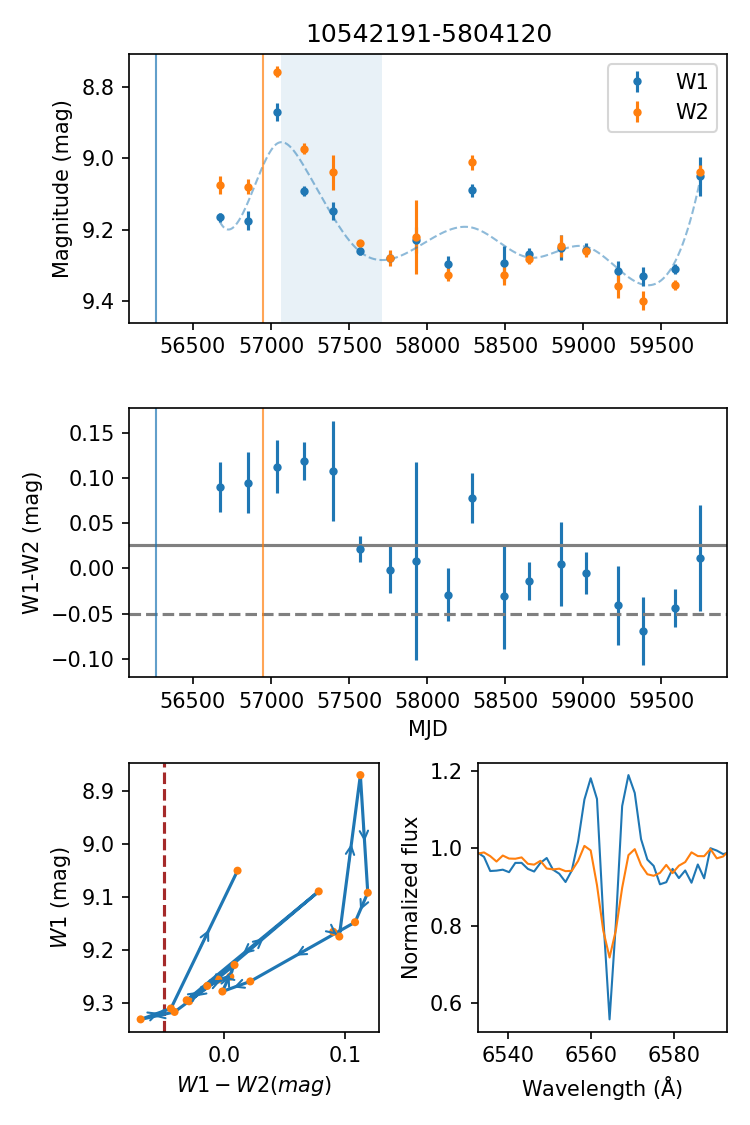 10542191-5804120
Magnitude (mag)
8.8
9.0
9.2
9.4
W1
W2
56500 57000 57500 58000 58500 59000 59500
W1-W2 (mag)
0.15
0.10
0.05
0.00
−0.05
−0.10
56500 57000 57500 58000 58500 59000 59500
MJD
W1 (mag)
8.9
9.0
9.1
9.2
9.3
0.0 0.1
W1 − W2(mag)
Normalized flux
1.2
1.0
0.8
0.6
6540 6560 6580
Wavelength (Å)